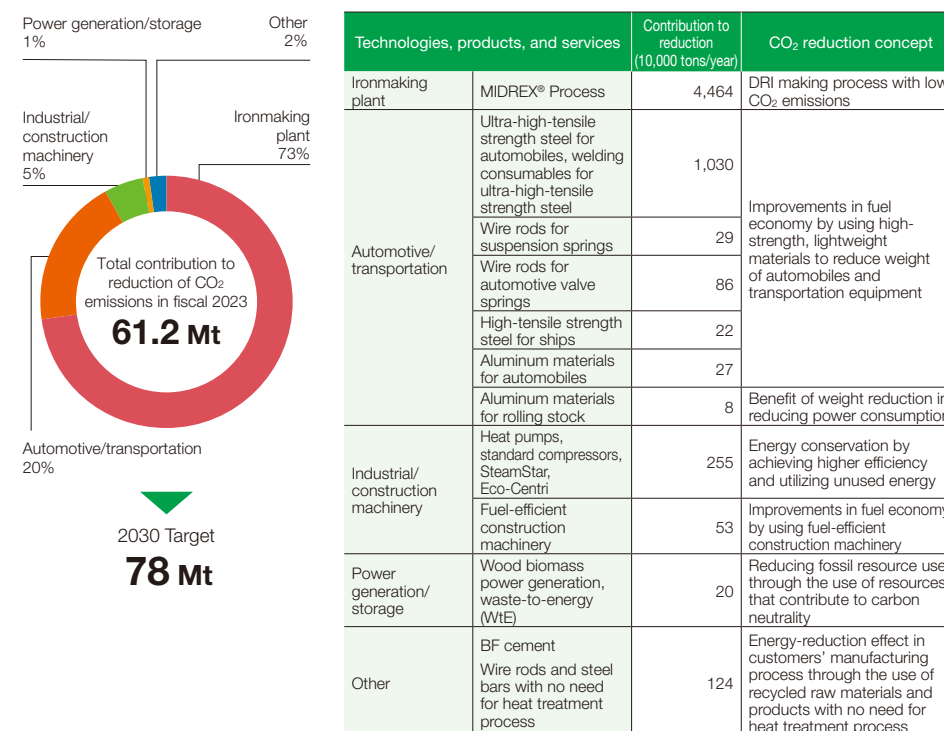 Power generation/storage
1%
Other
2%
Industrial/
construction
machinery
5%
Ironmaking
plant
73%
Total contribution to
reduction of CO2
emissions in fiscal 2023
61.2 Mt
Automotive/transportation
20%
2030 Target
78 Mt
Technologies, products, and services
Contribution to
reduction
(10,000 tons/year)
CO2 reduction concept
Ironmaking
plant
MIDREX® Process
4,464
DRI making process with low
CO2 emissions
Automotive/
transportation
Ultra-high-tensile
strength steel for
automobiles, welding
consumables for
ultra-high-tensile
strength steel
1,030
Improvements in fuel
economy by using high-
strength, lightweight
materials to reduce weight
of automobiles and
transportation equipment
Wire rods for
suspension springs
29
Wire rods for
automotive valve
springs
86
High-tensile strength
steel for ships
22
Aluminum materials
for automobiles
27
Aluminum materials
for rolling stock
8
Benefit of weight reduction in
reducing power consumption
Industrial/
construction
machinery
Heat pumps,
standard compressors,
SteamStar,
Eco-Centri
255
Energy conservation by
achieving higher efficiency
and utilizing unused energy
Fuel-efficient
construction
machinery
53
Improvements in fuel economy
by using fuel-efficient
construction machinery
Power
generation/
storage
Wood biomass
power generation,
waste-to-energy
(WtE)
20
Reducing fossil resource use
through the use of resources
that contribute to carbon
neutrality
Other
BF cement
Wire rods and steel
bars with no need
for heat treatment
process
124
Energy-reduction effect in
customers' manufacturing
process through the use of
recycled raw materials and
products with no need for
heat treatment process